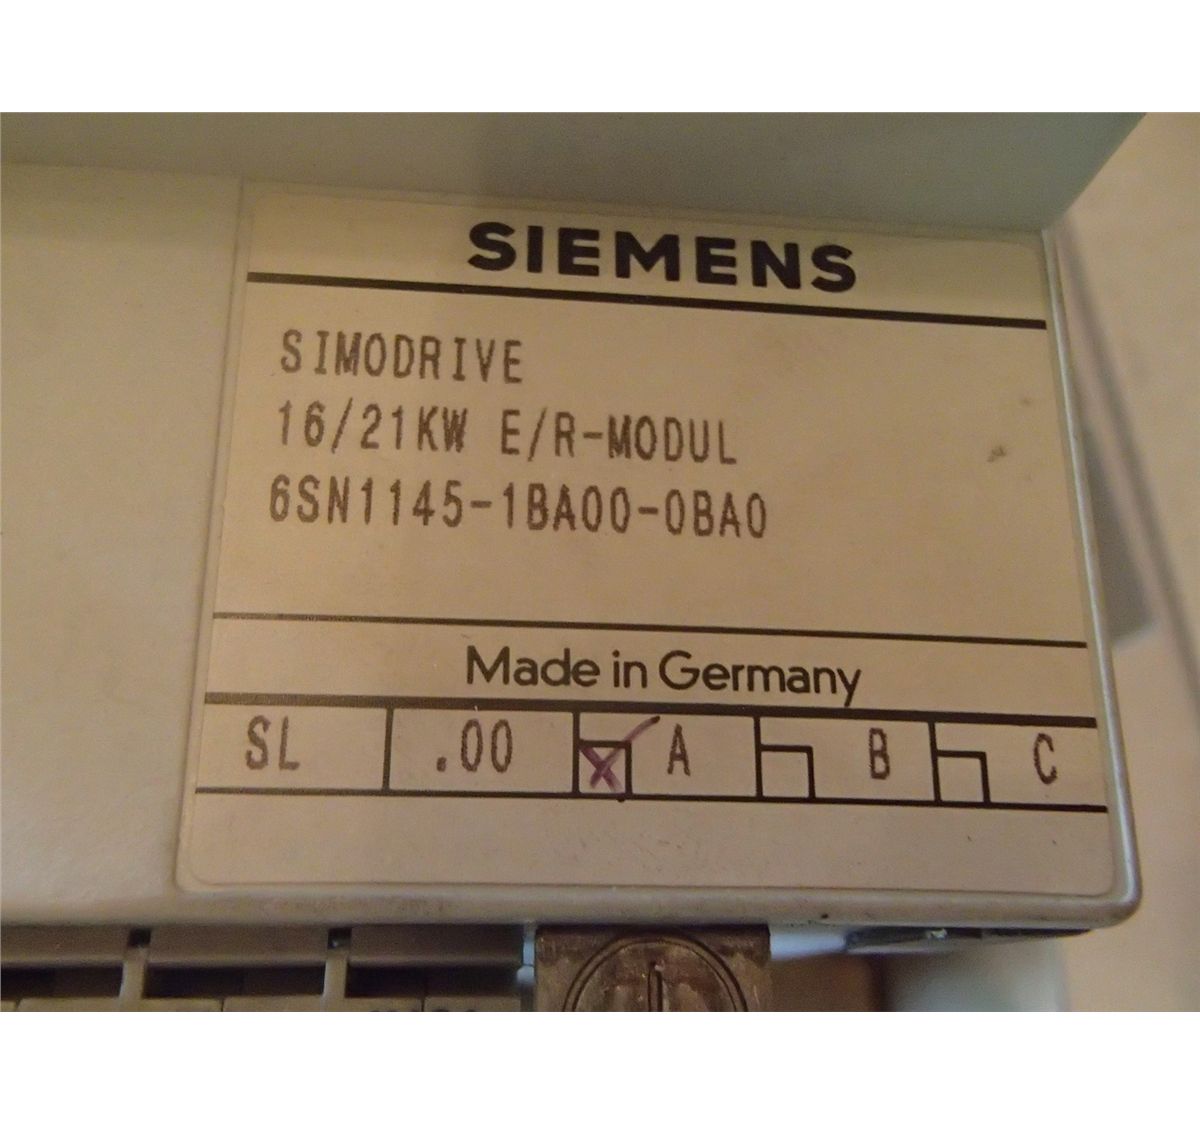 SIEMENS
SIMODRIVE
16/21KW E/R-MODUL
6SN1145-1BA00-0BA0
Made in Germany
SL .00 A B C